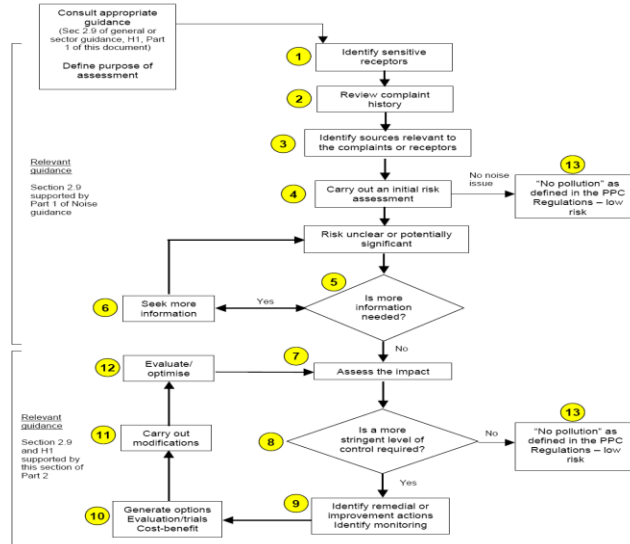 Consult appropriate
guidance
(Sec 2.9 of general or
sector guidance, H1, Part
1 of this document)
Define purpose of
assessment
1
Identify sensitive
receptors
2
Review complaint
history
3
Identify sources relevant to
the complaints or receptors
Relevant
guidance
Section 2.9
supported by
Part 1 of Noise
guidance
4
Carry out an initial risk
assessment
No noise
issue
13
“No pollution” as
defined in the PPC
Regulations – low
risk
Risk unclear or potentially
significant
5
Is more
information
needed?
Yes
6
Seek more
information
No
7
Assess the impact
12
Evaluate/
optimise
Relevant
guidance
Section 2.9
and H1
supported by
this section of
Part 2
11
Carry out
modifications
8
Is a more
stringent level of
control required?
No
13
“No pollution” as
defined in the PPC
Regulations – low
risk
Yes
9
Identify remedial or
improvement actions
Identify monitoring
10
Generate options
Evaluation/trials
Cost-benefit